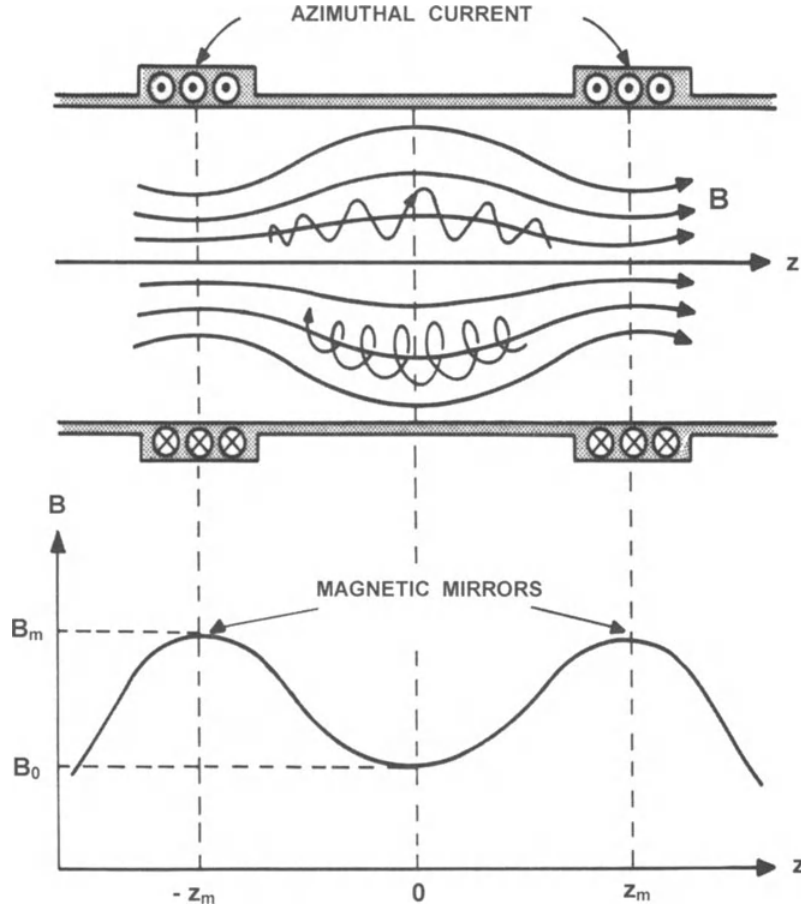 AZIMUTHAL CURRENT
B
z
B
MAGNETIC MIRRORS
Bₘ
B₀
- zₘ 0 zₘ z